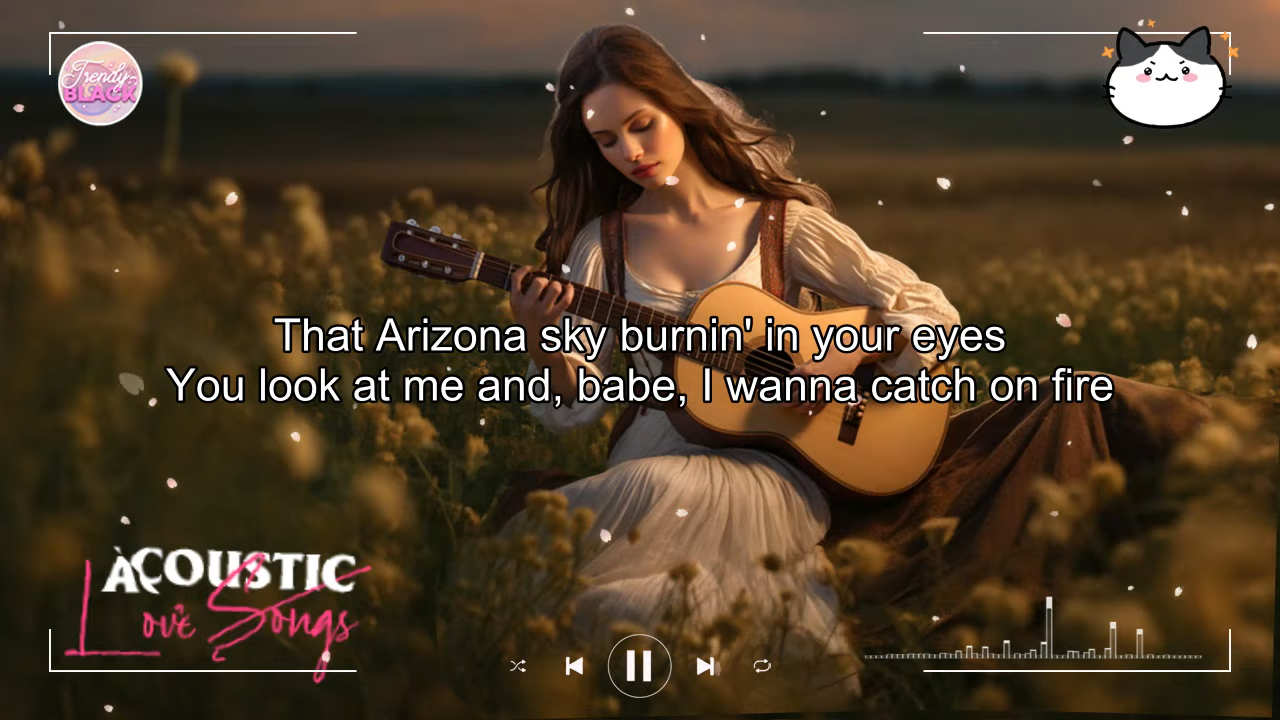 Trendy
BLACK
That Arizona sky burnin' in your eyes
You look at me and, babe, I wanna catch on fire
ÀCOUSTIC
Love Songs